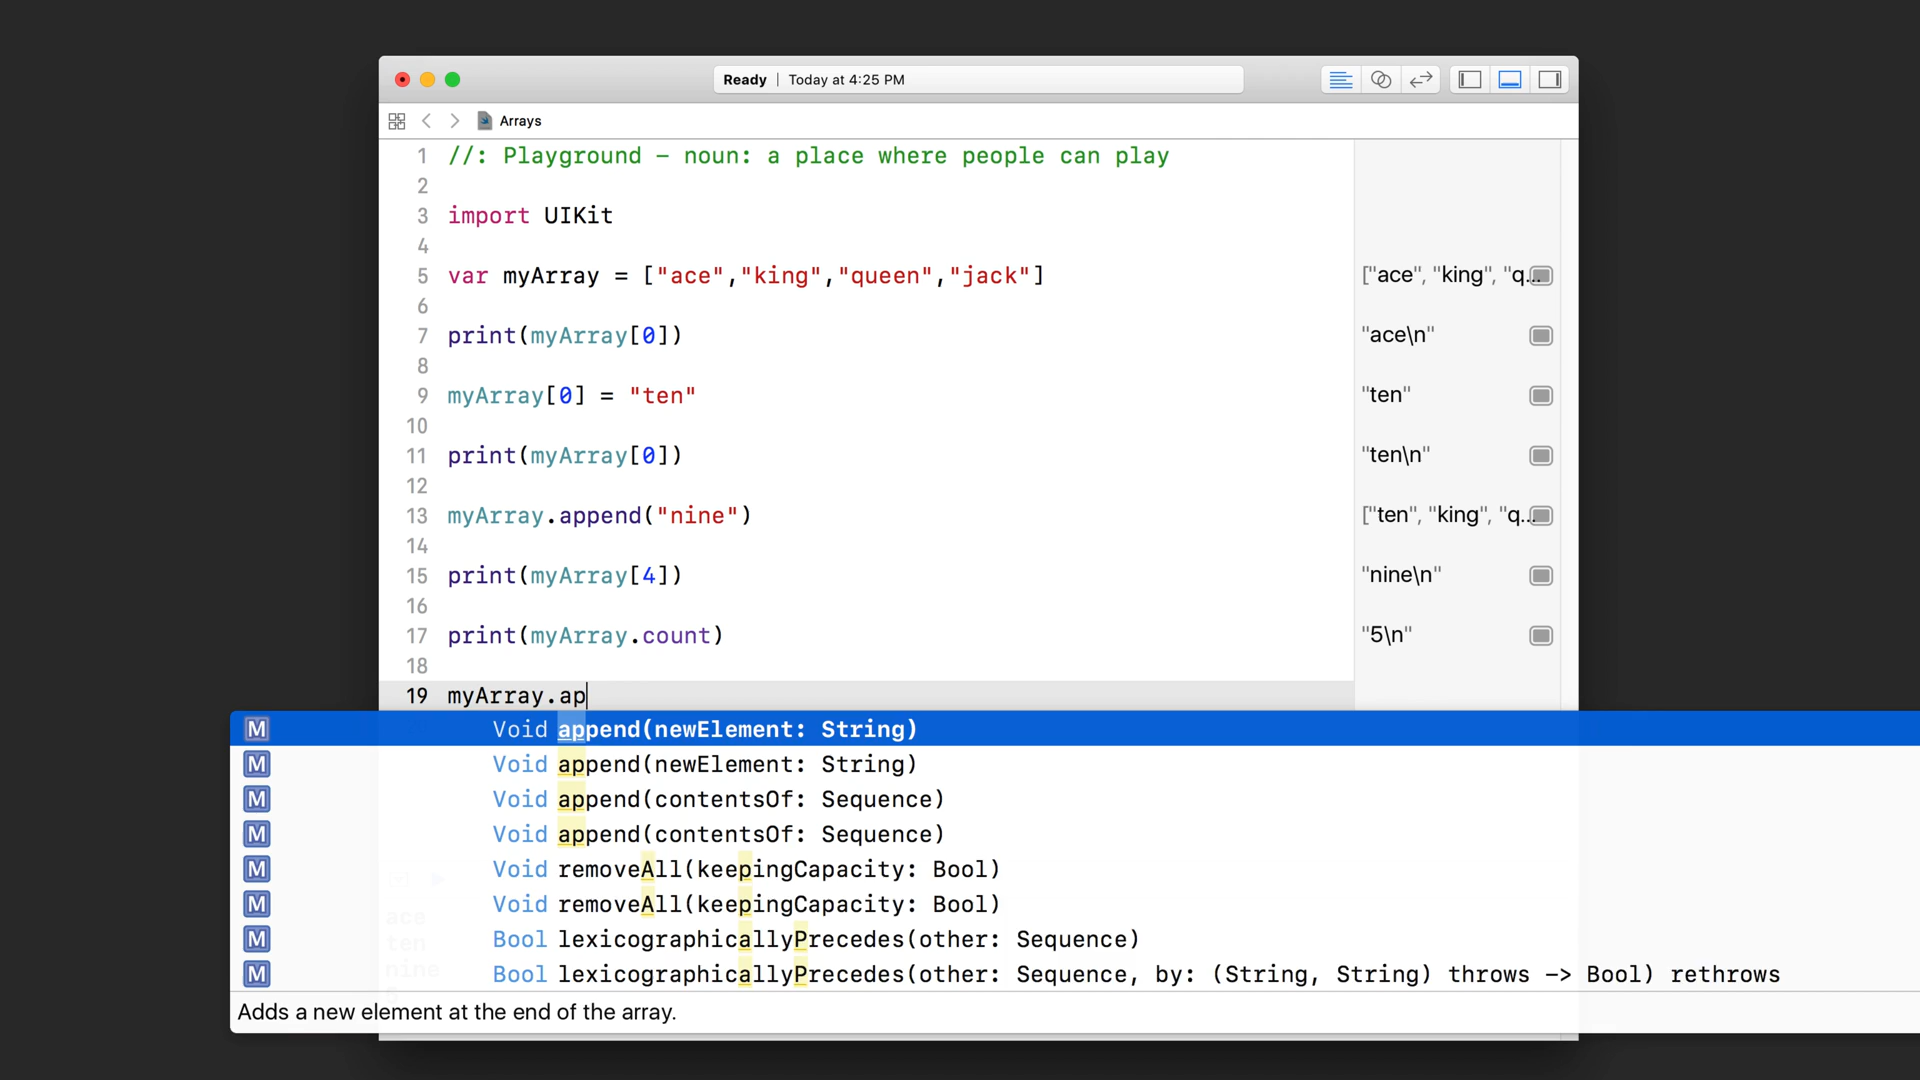 Ready | Today at 4:25 PM
Arrays
1 //: Playground – noun: a place where people can play
2
3 import UIKit
4
5 var myArray = ["ace","king","queen","jack"] ["ace", "king", "q...
6
7 print(myArray[0]) "ace\n"
8
9 myArray[0] = "ten" "ten"
10
11 print(myArray[0]) "ten\n"
12
13 myArray.append("nine") ["ten", "king", "q...
14
15 print(myArray[4]) "nine\n"
16
17 print(myArray.count) "5\n"
18
19 myArray.ap
M Void append(newElement: String)
M Void append(newElement: String)
M Void append(contentsOf: Sequence)
M Void append(contentsOf: Sequence)
M Void removeAll(keepingCapacity: Bool)
M Void removeAll(keepingCapacity: Bool)
ace
M Bool lexicographicallyPrecedes(other: Sequence)
ten
M Bool lexicographicallyPrecedes(other: Sequence, by: (String, String) throws -> Bool) rethrows
nine
5
Adds a new element at the end of the array.